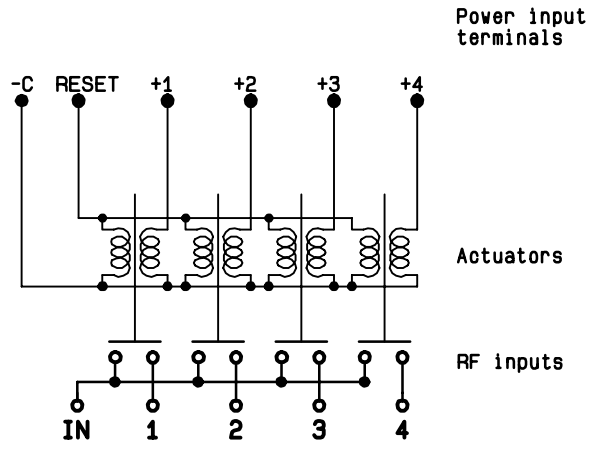 Power input
terminals
-C RESET +1 +2 +3 +4
Actuators
RF inputs
IN 1 2 3 4